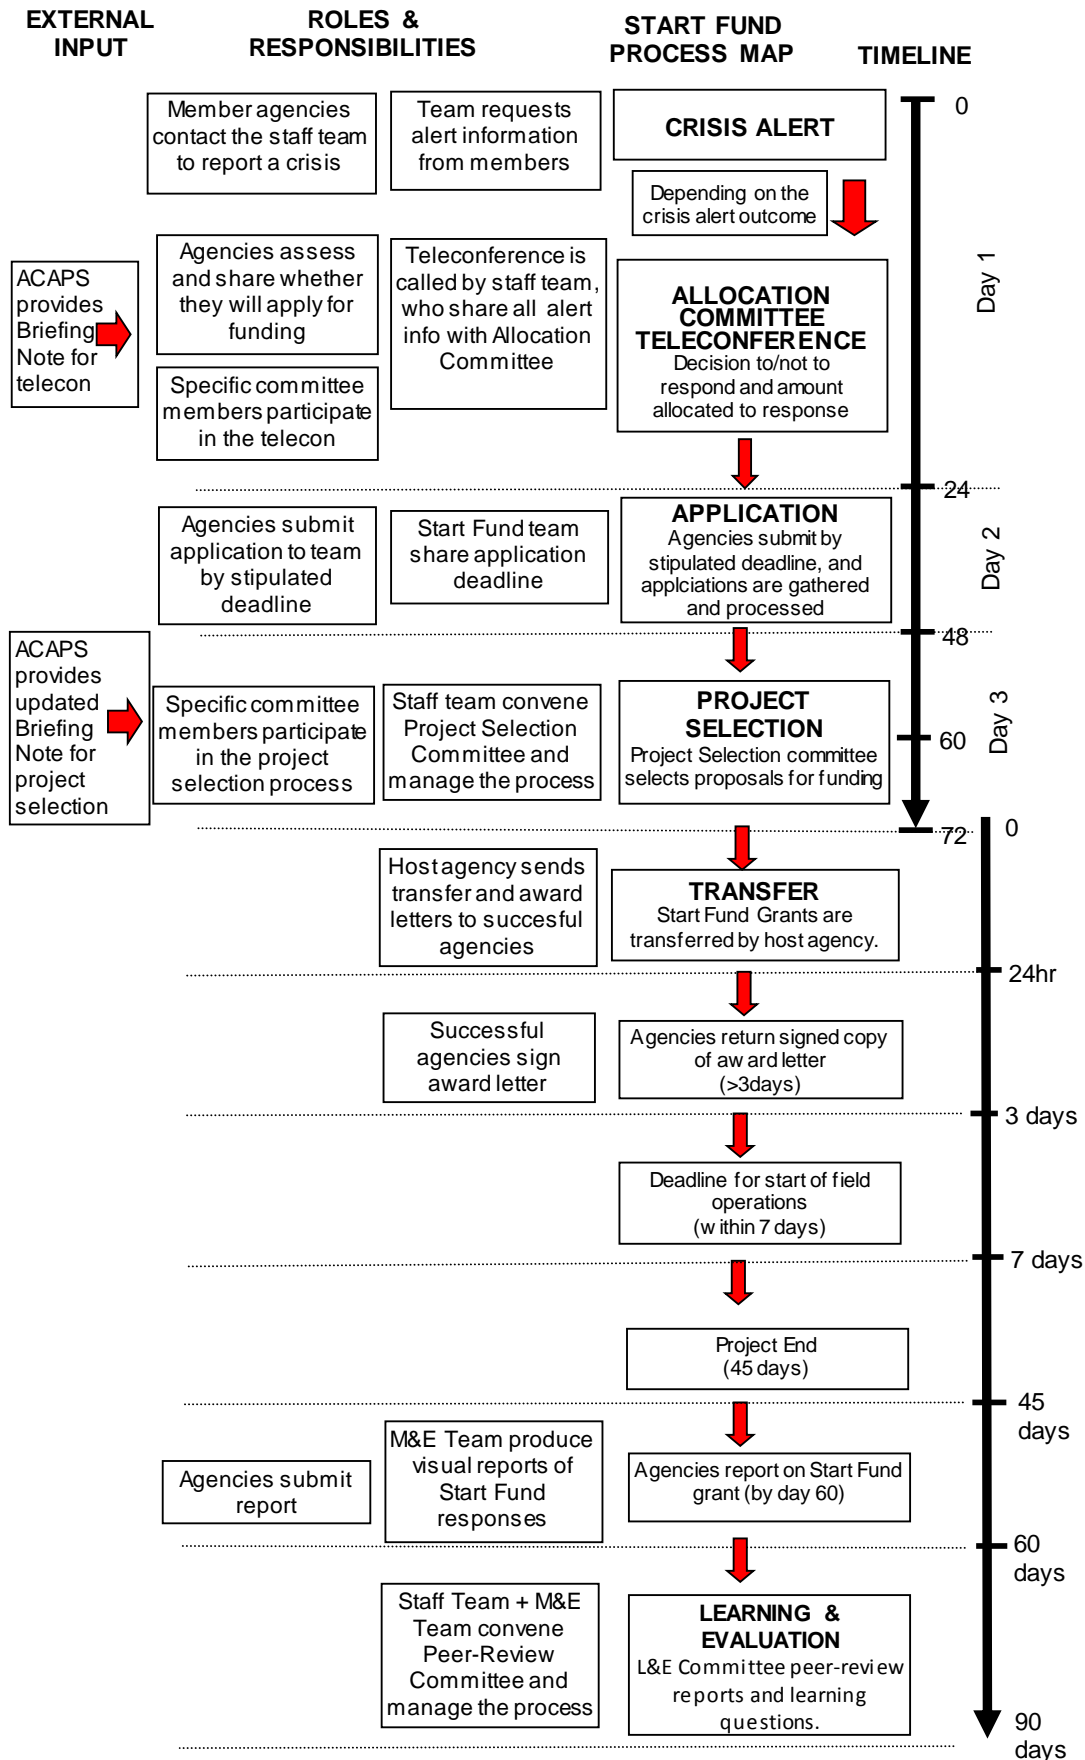 EXTERNAL
INPUT
ROLES &
RESPONSIBILITIES
START FUND
PROCESS MAP
TIMELINE
Member agencies
contact the staff team
to report a crisis
Team requests
alert information
from members
CRISIS ALERT
0
Depending on the
crisis alert outcome
Day 1
ACAPS
provides
Briefing
Note for
telecon
Agencies assess
and share whether
they will apply for
funding
Specific committee
members participate
in the telecon
Teleconference is
called by staff team,
who share all alert
info with Allocation
Committee
ALLOCATION
COMMITTEE
TELECONFERENCE
Decision to/not to
respond and amount
allocated to response
24
Agencies submit
application to team
by stipulated
deadline
Start Fund team
share application
deadline
APPLICATION
Agencies submit by
stipulated deadline, and
applciations are gathered
and processed
Day 2
48
ACAPS
provides
updated
Briefing
Note for
project
selection
Specific committee
members participate
in the project
selection process
Staff team convene
Project Selection
Committee and
manage the process
PROJECT
SELECTION
Project Selection committee
selects proposals for funding
60
Day 3
72
0
Host agency sends
transfer and award
letters to succesful
agencies
TRANSFER
Start Fund Grants are
transferred by host agency.
24hr
Successful
agencies sign
award letter
Agencies return signed copy
of award letter
(>3days)
3 days
Deadline for start of field
operations
(within 7 days)
7 days
Project End
(45 days)
45
days
Agencies submit
report
M&E Team produce
visual reports of
Start Fund
responses
Agencies report on Start Fund
grant (by day 60)
60
days
Staff Team + M&E
Team convene
Peer-Review
Committee and
manage the process
LEARNING &
EVALUATION
L&E Committee peer-review
reports and learning
questions.
90
days